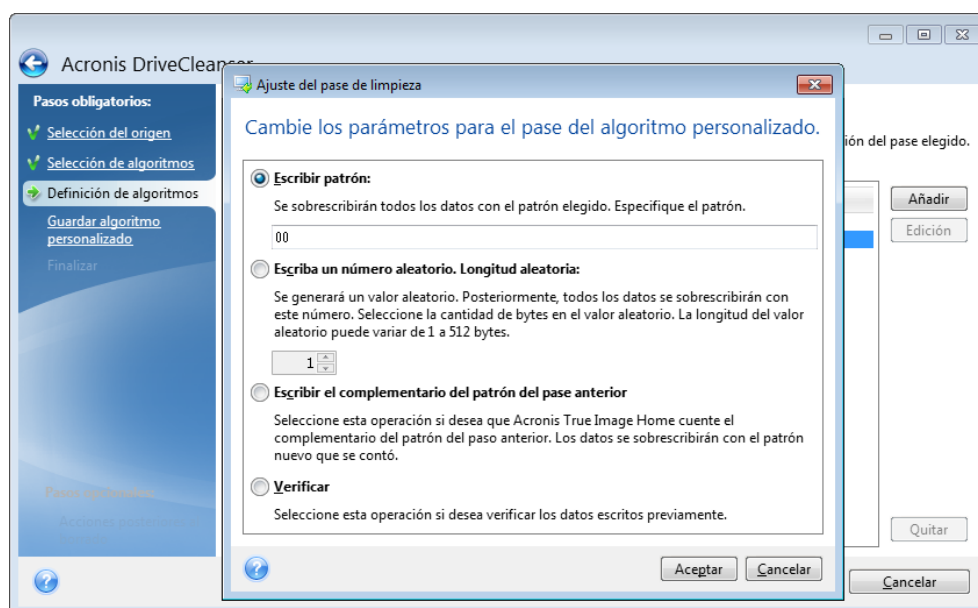 Acronis DriveCleanser
Pasos obligatorios:
Selección del origen
Selección de algoritmos
Definición de algoritmos
Guardar algoritmo
personalizado
Finalizar
Ajuste del pase de limpieza
Cambie los parámetros para el pase del algoritmo personalizado.
Escribir patrón:
Se sobrescribirán todos los datos con el patrón elegido. Especifique el patrón.
00
Escriba un número aleatorio. Longitud aleatoria:
Se generará un valor aleatorio. Posteriormente, todos los datos se sobrescribirán con
este número. Seleccione la cantidad de bytes en el valor aleatorio. La longitud del valor
aleatorio puede variar de 1 a 512 bytes.
1
Escribir el complementario del patrón del pase anterior
Seleccione esta operación si desea que Acronis True Image Home cuente el
complementario del patrón del paso anterior. Los datos se sobrescribirán con el patrón
nuevo que se contó.
Verificar
Seleccione esta operación si desea verificar los datos escritos previamente.
Aceptar
Cancelar
ión del pase elegido.
Añadir
Edición
Quitar
Cancelar